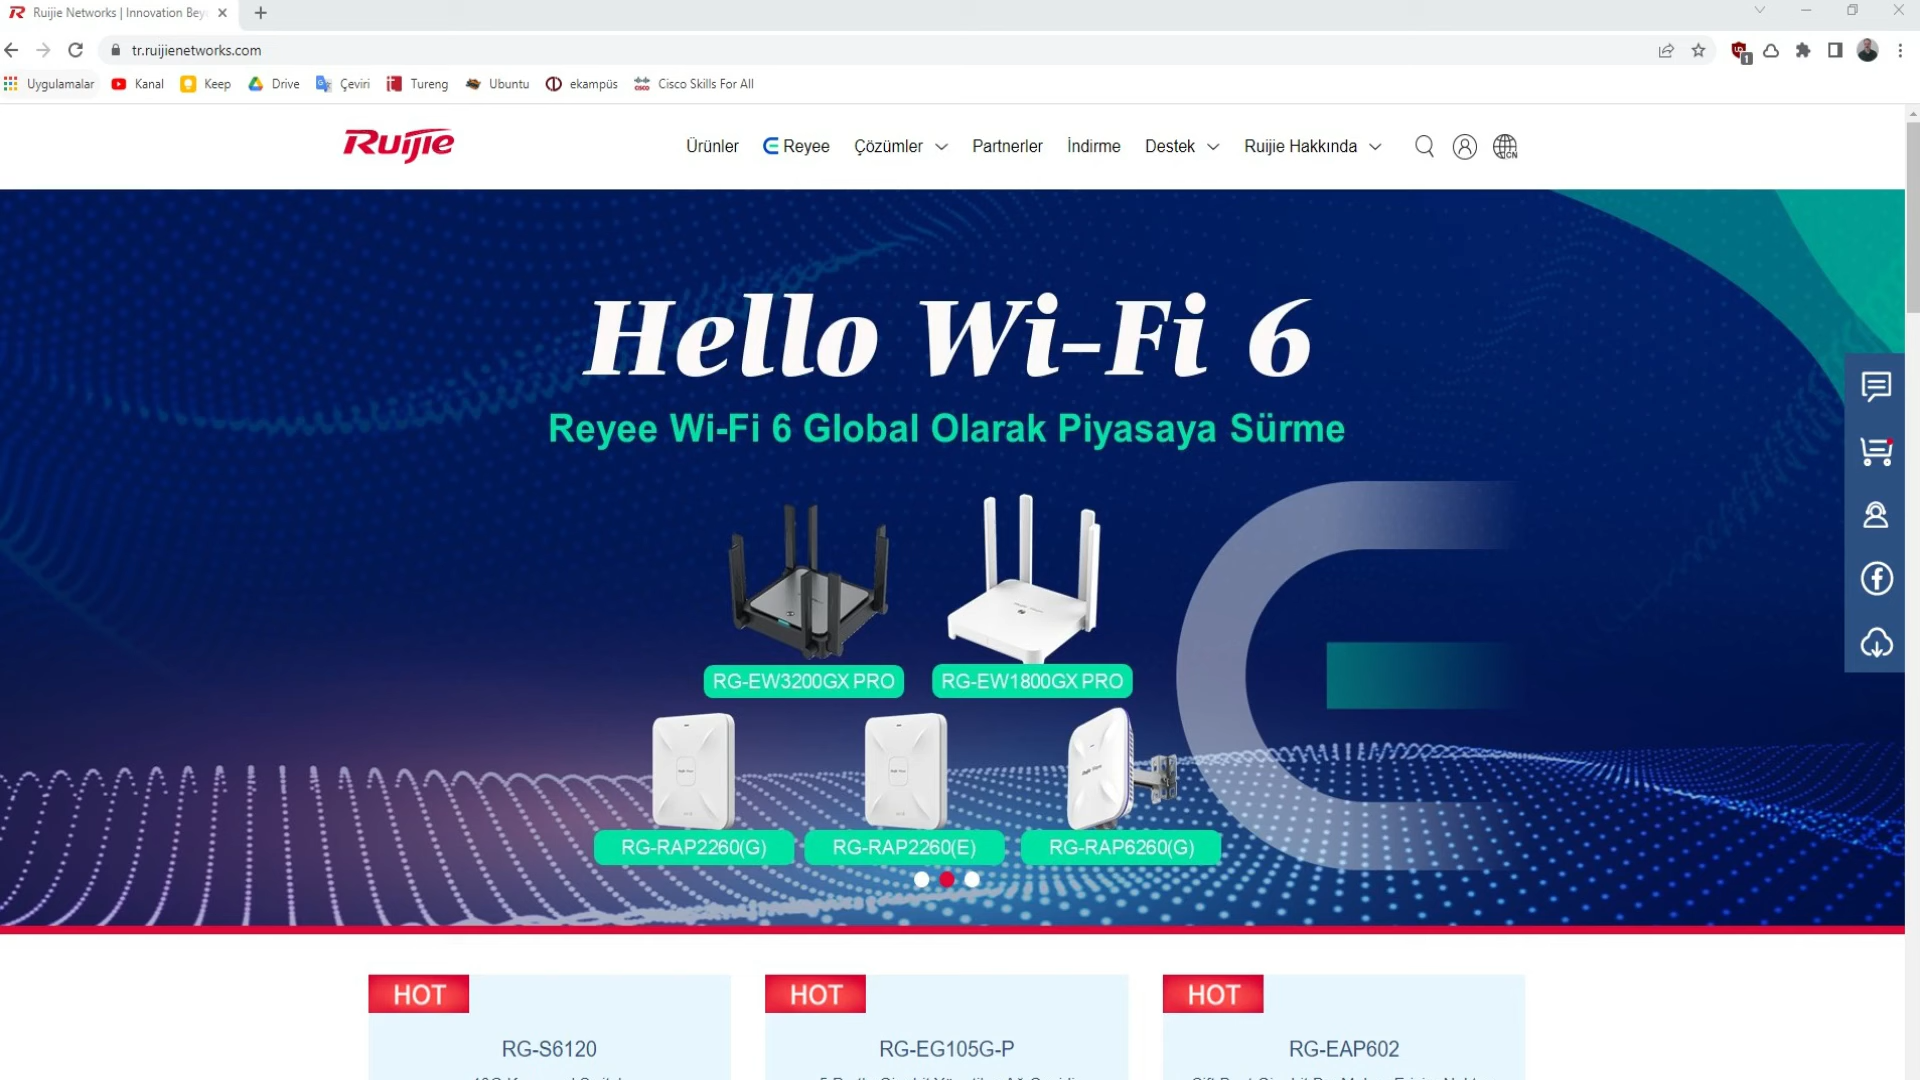 Ruijie Networks | Innovation Bey
tr.ruijienetworks.com
1
Uygulamalar Kanal Keep Drive Çeviri Tureng Ubuntu ekampüs Cisco Skills For All
Ruijie
Ürünler Reyee Çözümler Partnerler İndirme Destek Ruijie Hakkında CN
Hello Wi-Fi 6
Reyee Wi-Fi 6 Global Olarak Piyasaya Sürme
RG-EW3200GX PRO RG-EW1800GX PRO
RG-RAP2260(G) RG-RAP2260(E) RG-RAP6260(G)
HOT HOT HOT
RG-S6120 RG-EG105G-P RG-EAP602